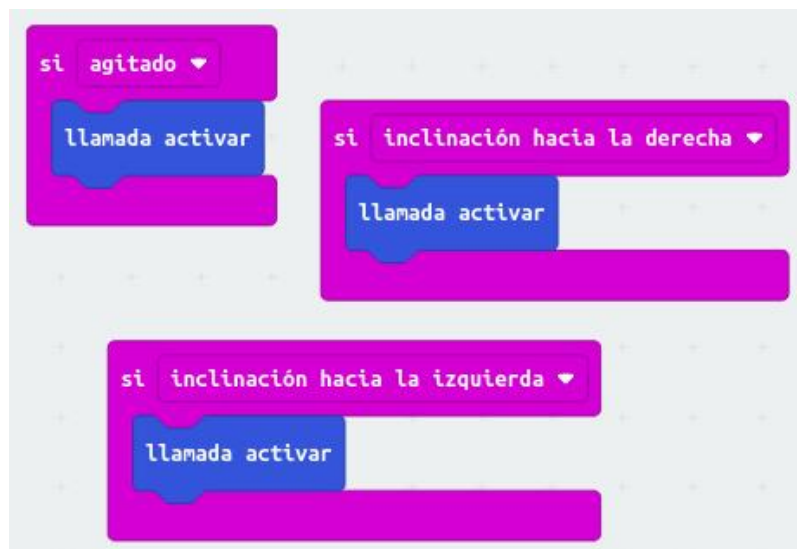 si agitado
llamada activar
si inclinación hacia la derecha
llamada activar
si inclinación hacia la izquierda
llamada activar